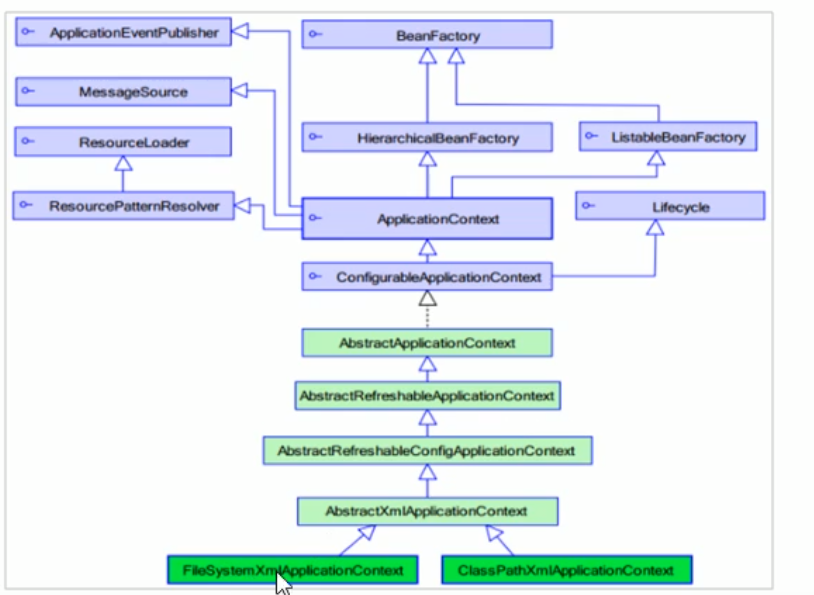 ApplicationEventPublisher
BeanFactory
MessageSource
ResourceLoader
HierarchicalBeanFactory
ListableBeanFactory
ResourcePatternResolver
ApplicationContext
Lifecycle
ConfigurableApplicationContext
AbstractApplicationContext
AbstractRefreshableApplicationContext
AbstractRefreshableConfigApplicationContext
AbstractXmlApplicationContext
FileSystemXmlApplicationContext
ClassPathXmlApplicationContext